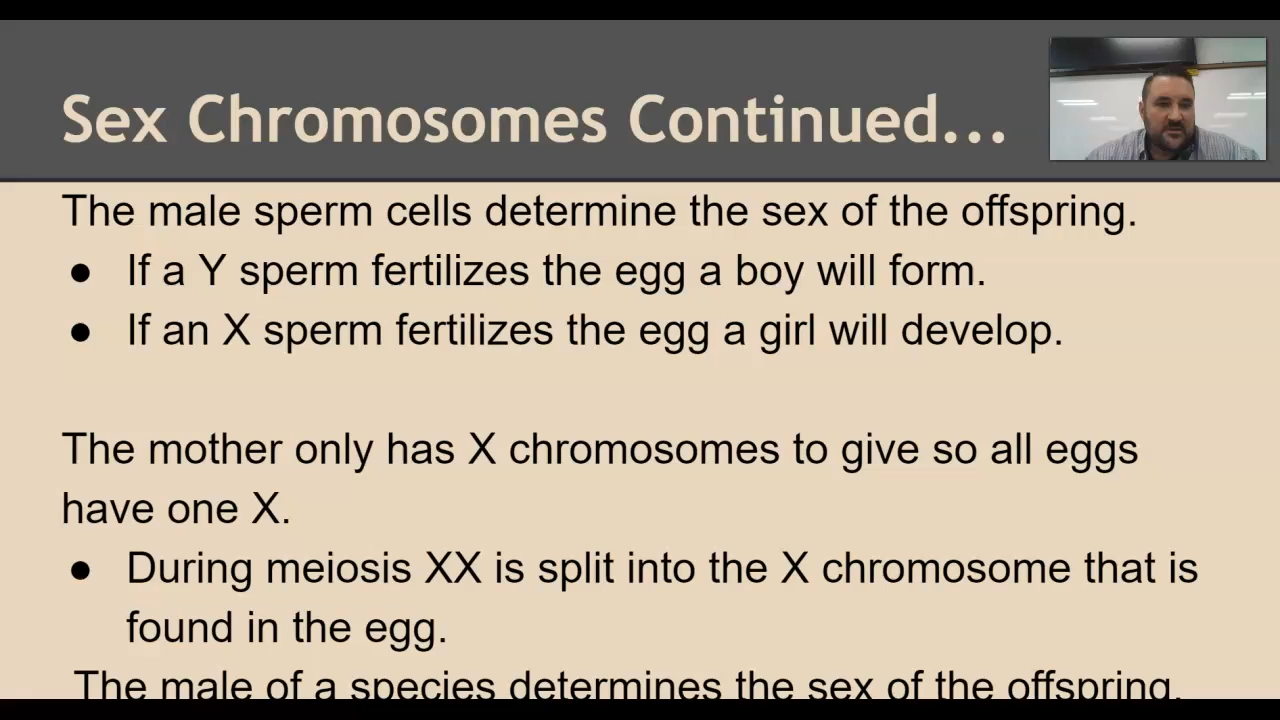 Sex Chromosomes Continued...
The male sperm cells determine the sex of the offspring.
● If a Y sperm fertilizes the egg a boy will form.
● If an X sperm fertilizes the egg a girl will develop.
The mother only has X chromosomes to give so all eggs
have one X.
● During meiosis XX is split into the X chromosome that is
found in the egg.
The male of a species determines the sex of the offspring.